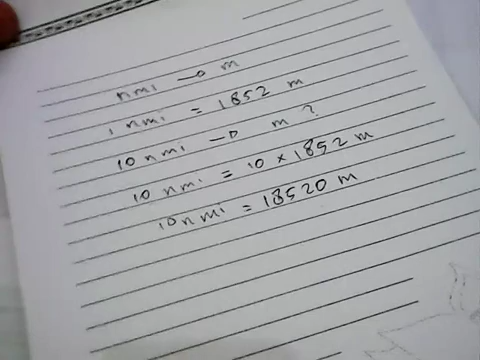 nmi → m
1 nmi = 1852 m
10 nmi → m ?
10 nmi = 10 × 1852 m
10 nmi = 18520 m